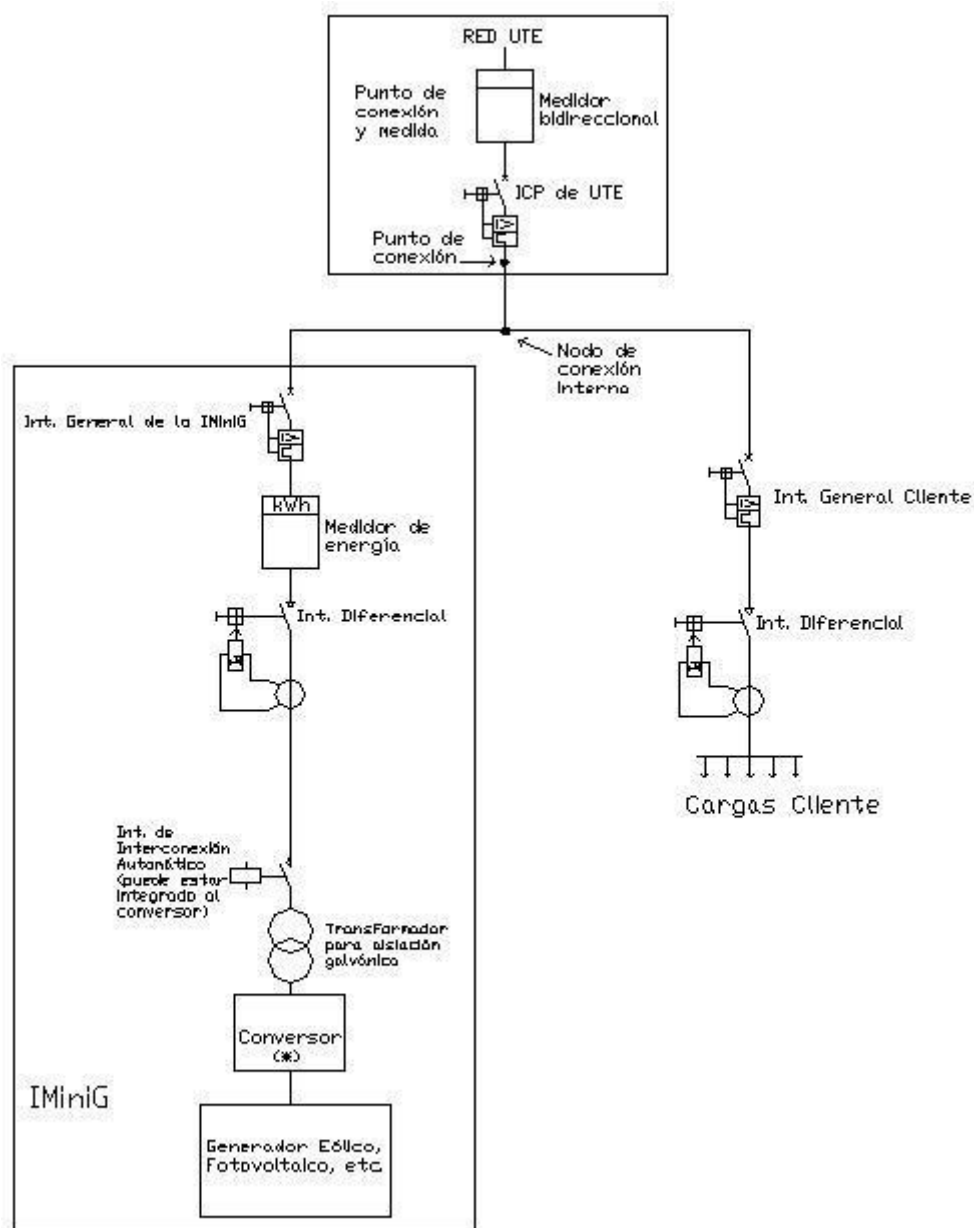 RED UTE
Punto de
conexión
y medida
Medidor
bidireccional
ICP de UTE
Punto de
conexión
Nodo de
conexión
Interno
Int. General de la IMiniG
kWh
Medidor de
energía
Int. General Cliente
Int. Diferencial
Int. Diferencial
Cargas Cliente
Int. de
Interconexión
Automático
(puede estar
integrado al
conversor)
Transformador
para aislación
galvánica
Conversor
(*)
IMiniG
Generador Eólico,
Fotovoltaico, etc.